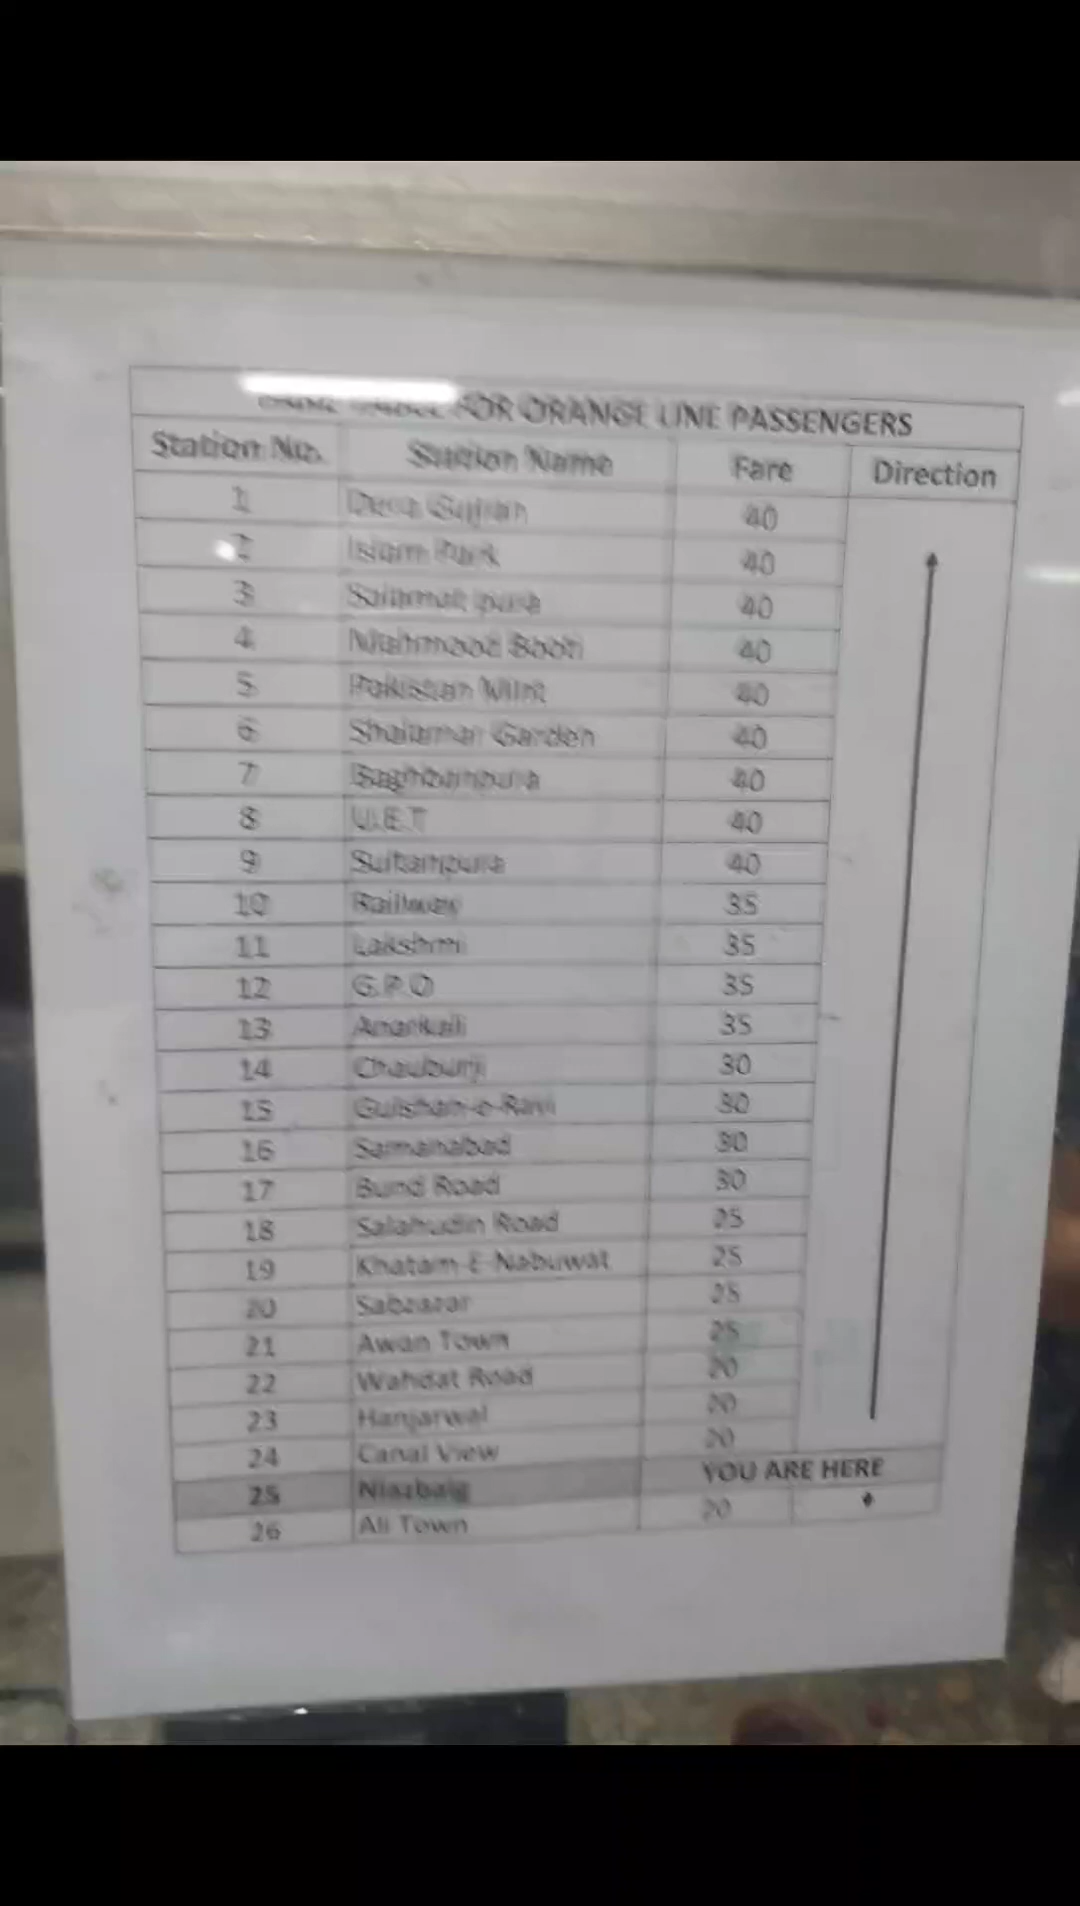 FOR ORANGE LINE PASSENGERS
Station No. Station Name Fare Direction
1 Dera Gujran 40
2 Islam Park 40
3 Salamat pura 40
4 Mahmood Booti 40
5 Pakistan Mint 40
6 Shalamar Garden 40
7 Baghbanpura 40
8 U.E.T 40
9 Sultanpura 40
10 Railway 35
11 Lakshmi 35
12 G.P.O 35
13 Anarkali 35
14 Chauburji 30
15 Gulshan-e-Ravi 30
16 Samanabad 30
17 Bund Road 30
18 Salahudin Road 25
19 Khatam-E-Nabuwat 25
20 Sabzazar 25
21 Awan Town 25
22 Wahdat Road 20
23 Hanjarwal 20
24 Canal View 20
25 Niazbaig YOU ARE HERE
26 Ali Town 20